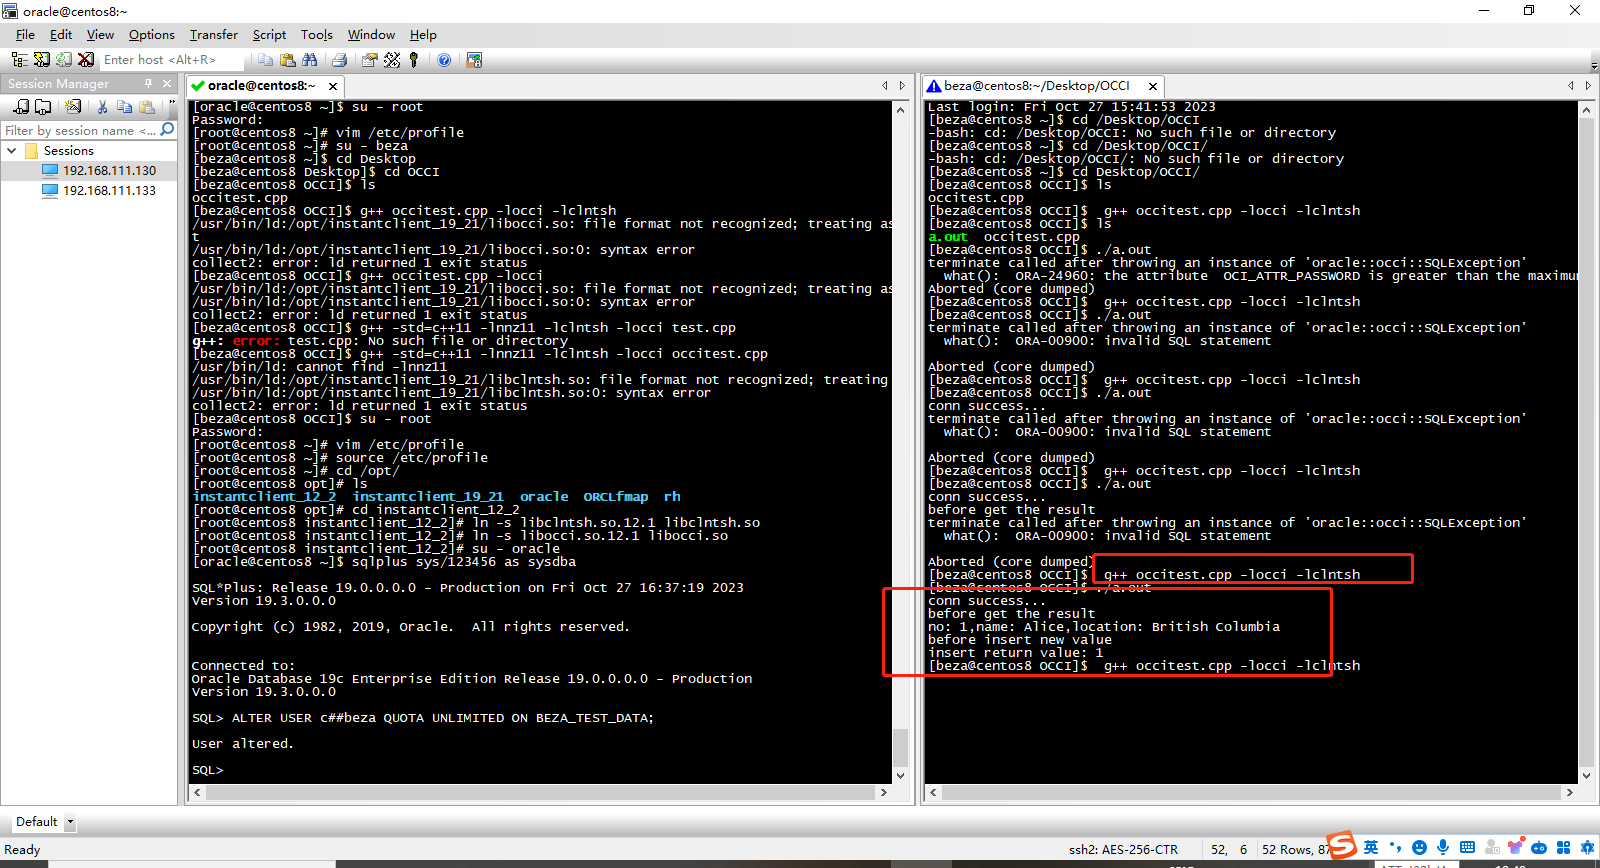 oracle@centos8:~
File Edit View Options Transfer Script Tools Window Help
Enter host <Alt+R>
Session Manager
Filter by session name <...
Sessions
192.168.111.130
192.168.111.133
oracle@centos8:~
[oracle@centos8 ~]$ su - root
Password:
[root@centos8 ~]# vim /etc/profile
[root@centos8 ~]# su - beza
[beza@centos8 ~]$ cd Desktop
[beza@centos8 Desktop]$ cd OCCI
[beza@centos8 OCCI]$ ls
occitest.cpp
[beza@centos8 OCCI]$ g++ occitest.cpp -locci -lclntsh
/usr/bin/ld:/opt/instantclient_19_21/libocci.so: file format not recognized; treating as
t
/usr/bin/ld:/opt/instantclient_19_21/libocci.so:0: syntax error
collect2: error: ld returned 1 exit status
[beza@centos8 OCCI]$ g++ occitest.cpp -locci
/usr/bin/ld:/opt/instantclient_19_21/libocci.so: file format not recognized; treating as
/usr/bin/ld:/opt/instantclient_19_21/libocci.so:0: syntax error
collect2: error: ld returned 1 exit status
[beza@centos8 OCCI]$ g++ -std=c++11 -lnnz11 -lclntsh -locci test.cpp
g++: error: test.cpp: No such file or directory
[beza@centos8 OCCI]$ g++ -std=c++11 -lnnz11 -lclntsh -locci occitest.cpp
/usr/bin/ld: cannot find -lnnz11
/usr/bin/ld:/opt/instantclient_19_21/libclntsh.so: file format not recognized; treating
/usr/bin/ld:/opt/instantclient_19_21/libclntsh.so:0: syntax error
collect2: error: ld returned 1 exit status
[beza@centos8 OCCI]$ su - root
Password:
[root@centos8 ~]# vim /etc/profile
[root@centos8 ~]# source /etc/profile
[root@centos8 ~]# cd /opt/
[root@centos8 opt]# ls
instantclient_12_2 instantclient_19_21 oracle ORCLfmap rh
[root@centos8 opt]# cd instantclient_12_2
[root@centos8 instantclient_12_2]# ln -s libclntsh.so.12.1 libclntsh.so
[root@centos8 instantclient_12_2]# ln -s libocci.so.12.1 libocci.so
[root@centos8 instantclient_12_2]# su - oracle
[oracle@centos8 ~]$ sqlplus sys/123456 as sysdba
SQL*Plus: Release 19.0.0.0.0 - Production on Fri Oct 27 16:37:19 2023
Version 19.3.0.0.0
Copyright (c) 1982, 2019, Oracle.  All rights reserved.
Connected to:
Oracle Database 19c Enterprise Edition Release 19.0.0.0.0 - Production
Version 19.3.0.0.0
SQL> ALTER USER c##beza QUOTA UNLIMITED ON BEZA_TEST_DATA;
User altered.
SQL>
beza@centos8:~/Desktop/OCCI
Last login: Fri Oct 27 15:41:53 2023
[beza@centos8 ~]$ cd /Desktop/OCCI
-bash: cd: /Desktop/OCCI: No such file or directory
[beza@centos8 ~]$ cd /Desktop/OCCI/
-bash: cd: /Desktop/OCCI/: No such file or directory
[beza@centos8 ~]$ cd Desktop/OCCI/
[beza@centos8 OCCI]$ ls
occitest.cpp
[beza@centos8 OCCI]$  g++ occitest.cpp -locci -lclntsh
[beza@centos8 OCCI]$ ls
a.out  occitest.cpp
[beza@centos8 OCCI]$ ./a.out
terminate called after throwing an instance of 'oracle::occi::SQLException'
what():  ORA-24960: the attribute  OCI_ATTR_PASSWORD is greater than the maximum
Aborted (core dumped)
[beza@centos8 OCCI]$  g++ occitest.cpp -locci -lclntsh
[beza@centos8 OCCI]$ ./a.out
terminate called after throwing an instance of 'oracle::occi::SQLException'
what():  ORA-00900: invalid SQL statement
Aborted (core dumped)
[beza@centos8 OCCI]$  g++ occitest.cpp -locci -lclntsh
[beza@centos8 OCCI]$ ./a.out
conn success...
terminate called after throwing an instance of 'oracle::occi::SQLException'
what():  ORA-00900: invalid SQL statement
Aborted (core dumped)
[beza@centos8 OCCI]$  g++ occitest.cpp -locci -lclntsh
[beza@centos8 OCCI]$ ./a.out
conn success...
before get the result
terminate called after throwing an instance of 'oracle::occi::SQLException'
what():  ORA-00900: invalid SQL statement
Aborted (core dumped)
[beza@centos8 OCCI]$  g++ occitest.cpp -locci -lclntsh
[beza@centos8 OCCI]$ ./a.out
conn success...
before get the result
no: 1,name: Alice,location: British Columbia
before insert new value
insert return value: 1
[beza@centos8 OCCI]$  g++ occitest.cpp -locci -lclntsh
Default
Ready
ssh2: AES-256-CTR
52, 6
52 Rows, 87
英